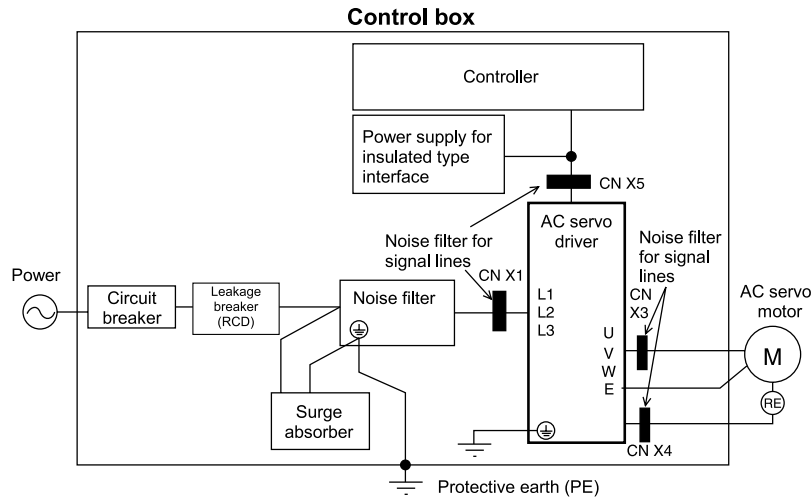 Control box
Controller
Power supply for
insulated type
interface
CN X5
AC servo
driver
Noise filter for
signal lines
CN X1
Noise filter
for signal
lines
Power
Circuit
breaker
Leakage
breaker
(RCD)
Noise filter
L1
L2
L3
CN
X3
U
V
W
E
AC servo
motor
M
RE
Surge
absorber
CN X4
Protective earth (PE)